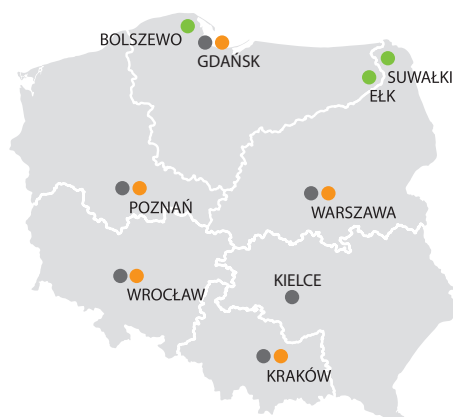 BOLSZEWO
GDAŃSK
SUWAŁKI
EŁK
POZNAŃ
WARSZAWA
KIELCE
WROCŁAW
KRAKÓW